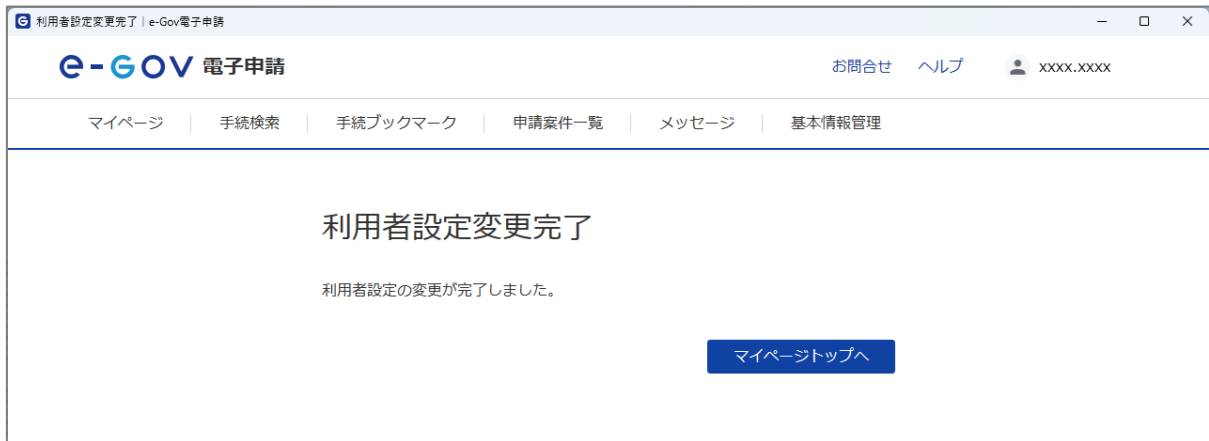 利用者設定変更完了｜e-Gov電子申請
e-GOV 電子申請 お問合せ ヘルプ xxxx.xxxx
マイページ 手続検索 手続ブックマーク 申請案件一覧 メッセージ 基本情報管理
利用者設定変更完了
利用者設定の変更が完了しました。
マイページトップへ